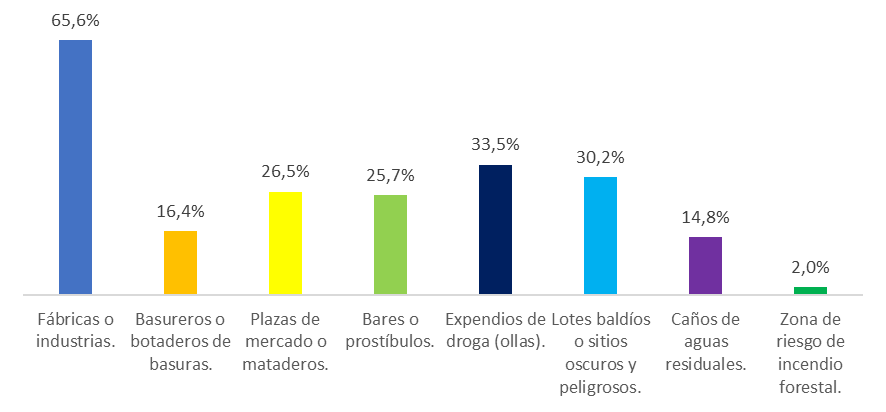 65,6%
16,4%
26,5%
25,7%
33,5%
30,2%
14,8%
2,0%
Fábricas o
industrias.
Basureros o
botaderos de
basuras.
Plazas de
mercado o
mataderos.
Bares o
prostíbulos.
Expendios de
droga (ollas).
Lotes baldíos
o sitios
oscuros y
peligrosos.
Caños de
aguas
residuales.
Zona de
riesgo de
incendio
forestal.